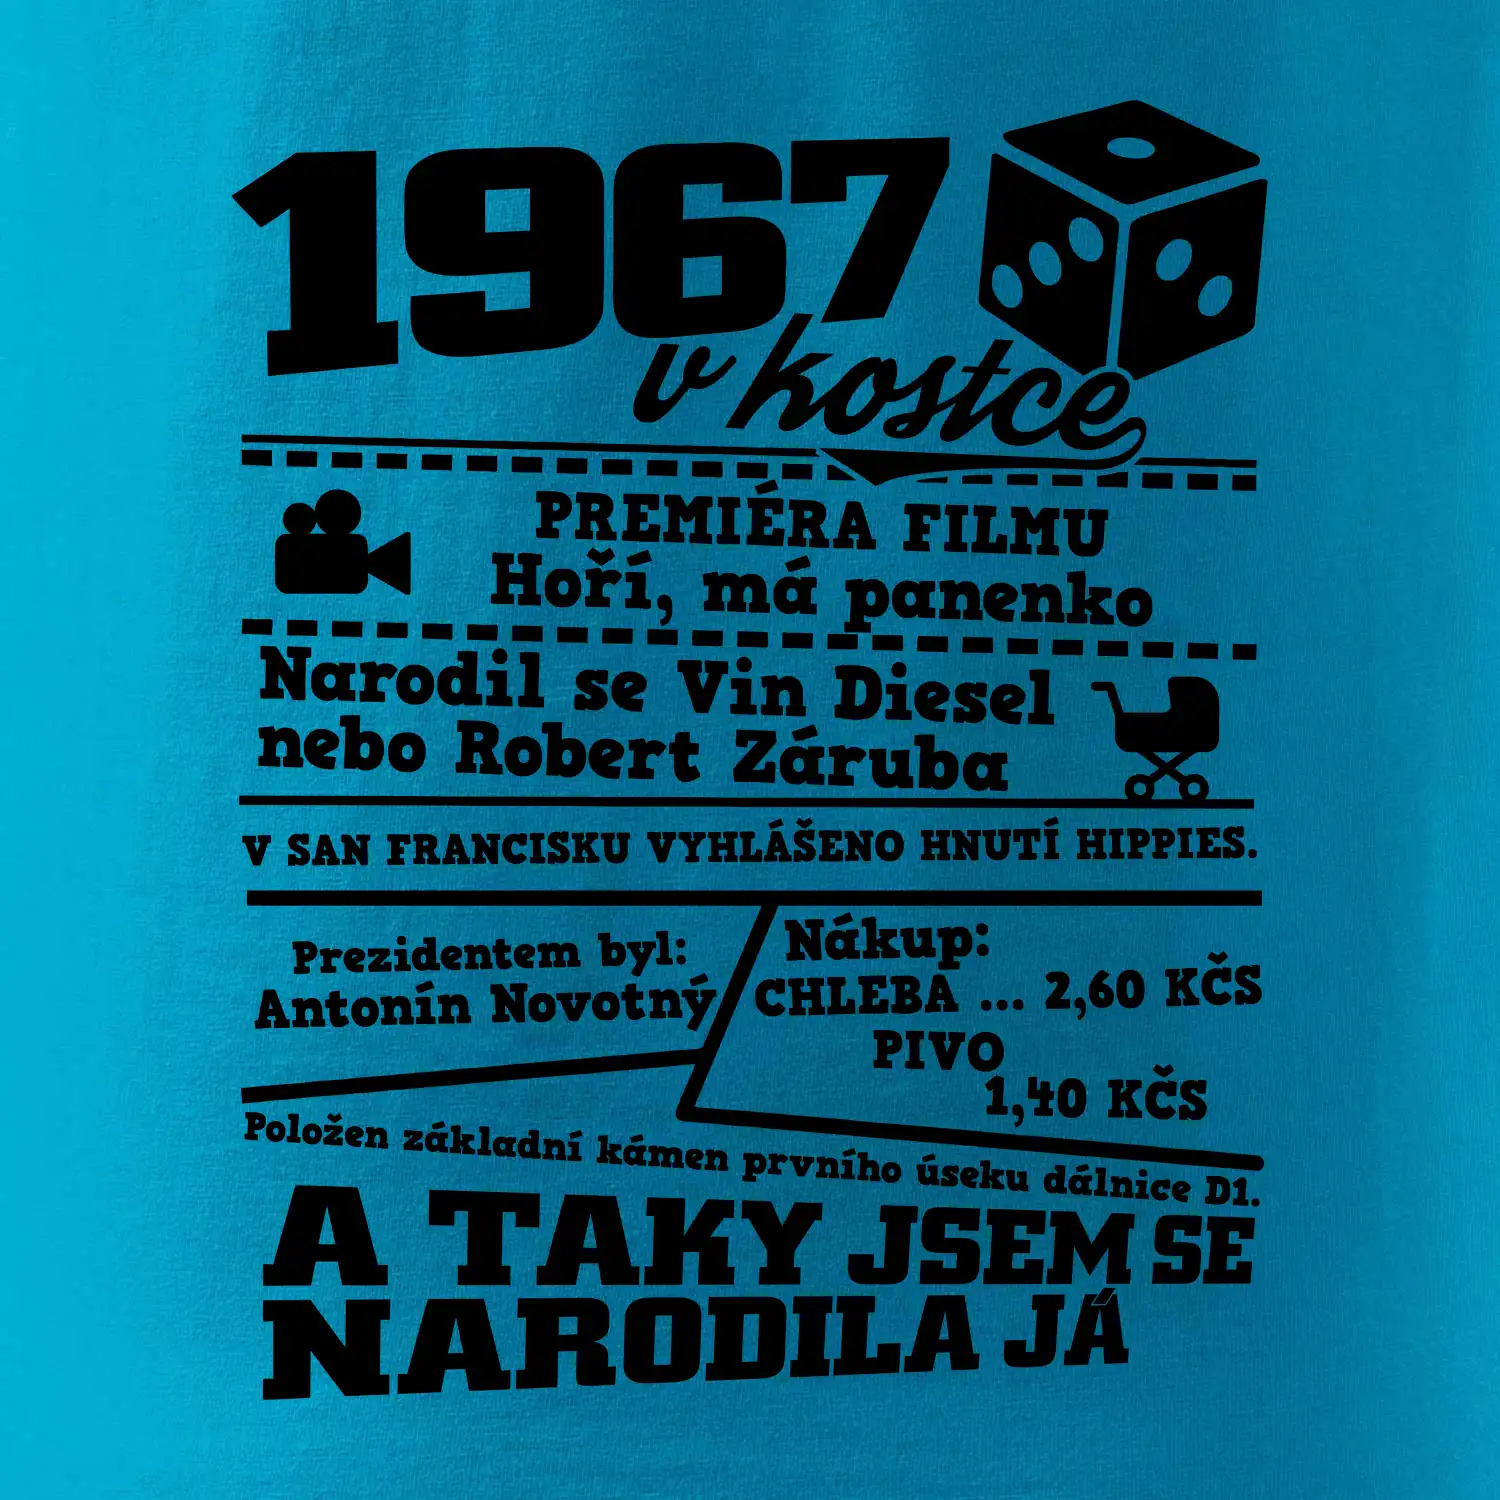 1967
v kostce
PREMIÉRA FILMU
Hoří, má panenko
Narodil se Vin Diesel
nebo Robert Záruba
V SAN FRANCISKU VYHLÁŠENO HNUTÍ HIPPIES.
Prezidentem byl:
Antonín Novotný
Nákup:
CHLEBA ... 2,60 KČS
PIVO
1,40 KČS
Položen základní kámen prvního úseku dálnice D1.
A TAKY JSEM SE
NARODILA JÁ